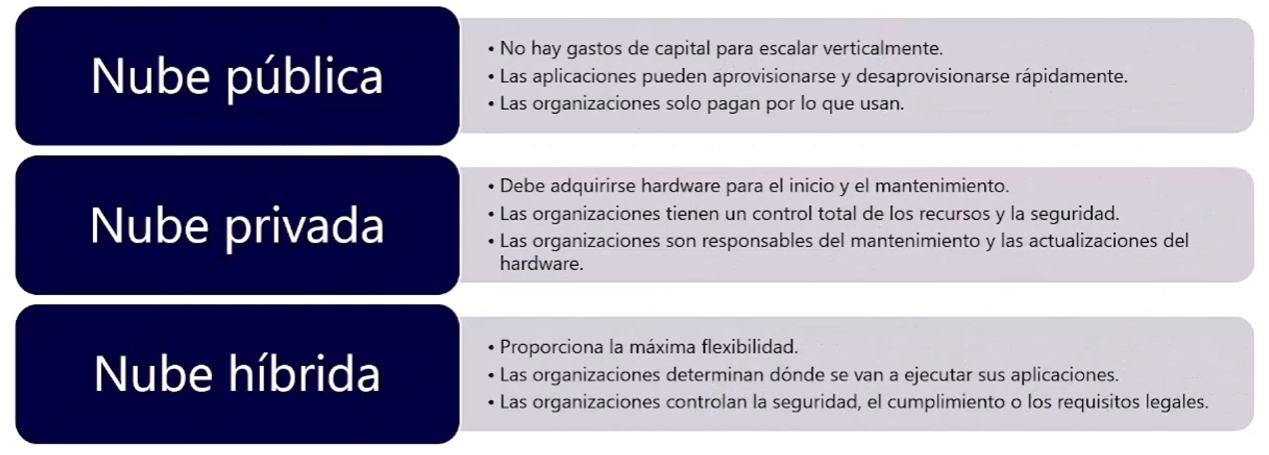 Nube pública
• No hay gastos de capital para escalar verticalmente.
• Las aplicaciones pueden aprovisionarse y desaprovisionarse rápidamente.
• Las organizaciones solo pagan por lo que usan.
Nube privada
• Debe adquirirse hardware para el inicio y el mantenimiento.
• Las organizaciones tienen un control total de los recursos y la seguridad.
• Las organizaciones son responsables del mantenimiento y las actualizaciones del
hardware.
Nube híbrida
• Proporciona la máxima flexibilidad.
• Las organizaciones determinan dónde se van a ejecutar sus aplicaciones.
• Las organizaciones controlan la seguridad, el cumplimiento o los requisitos legales.